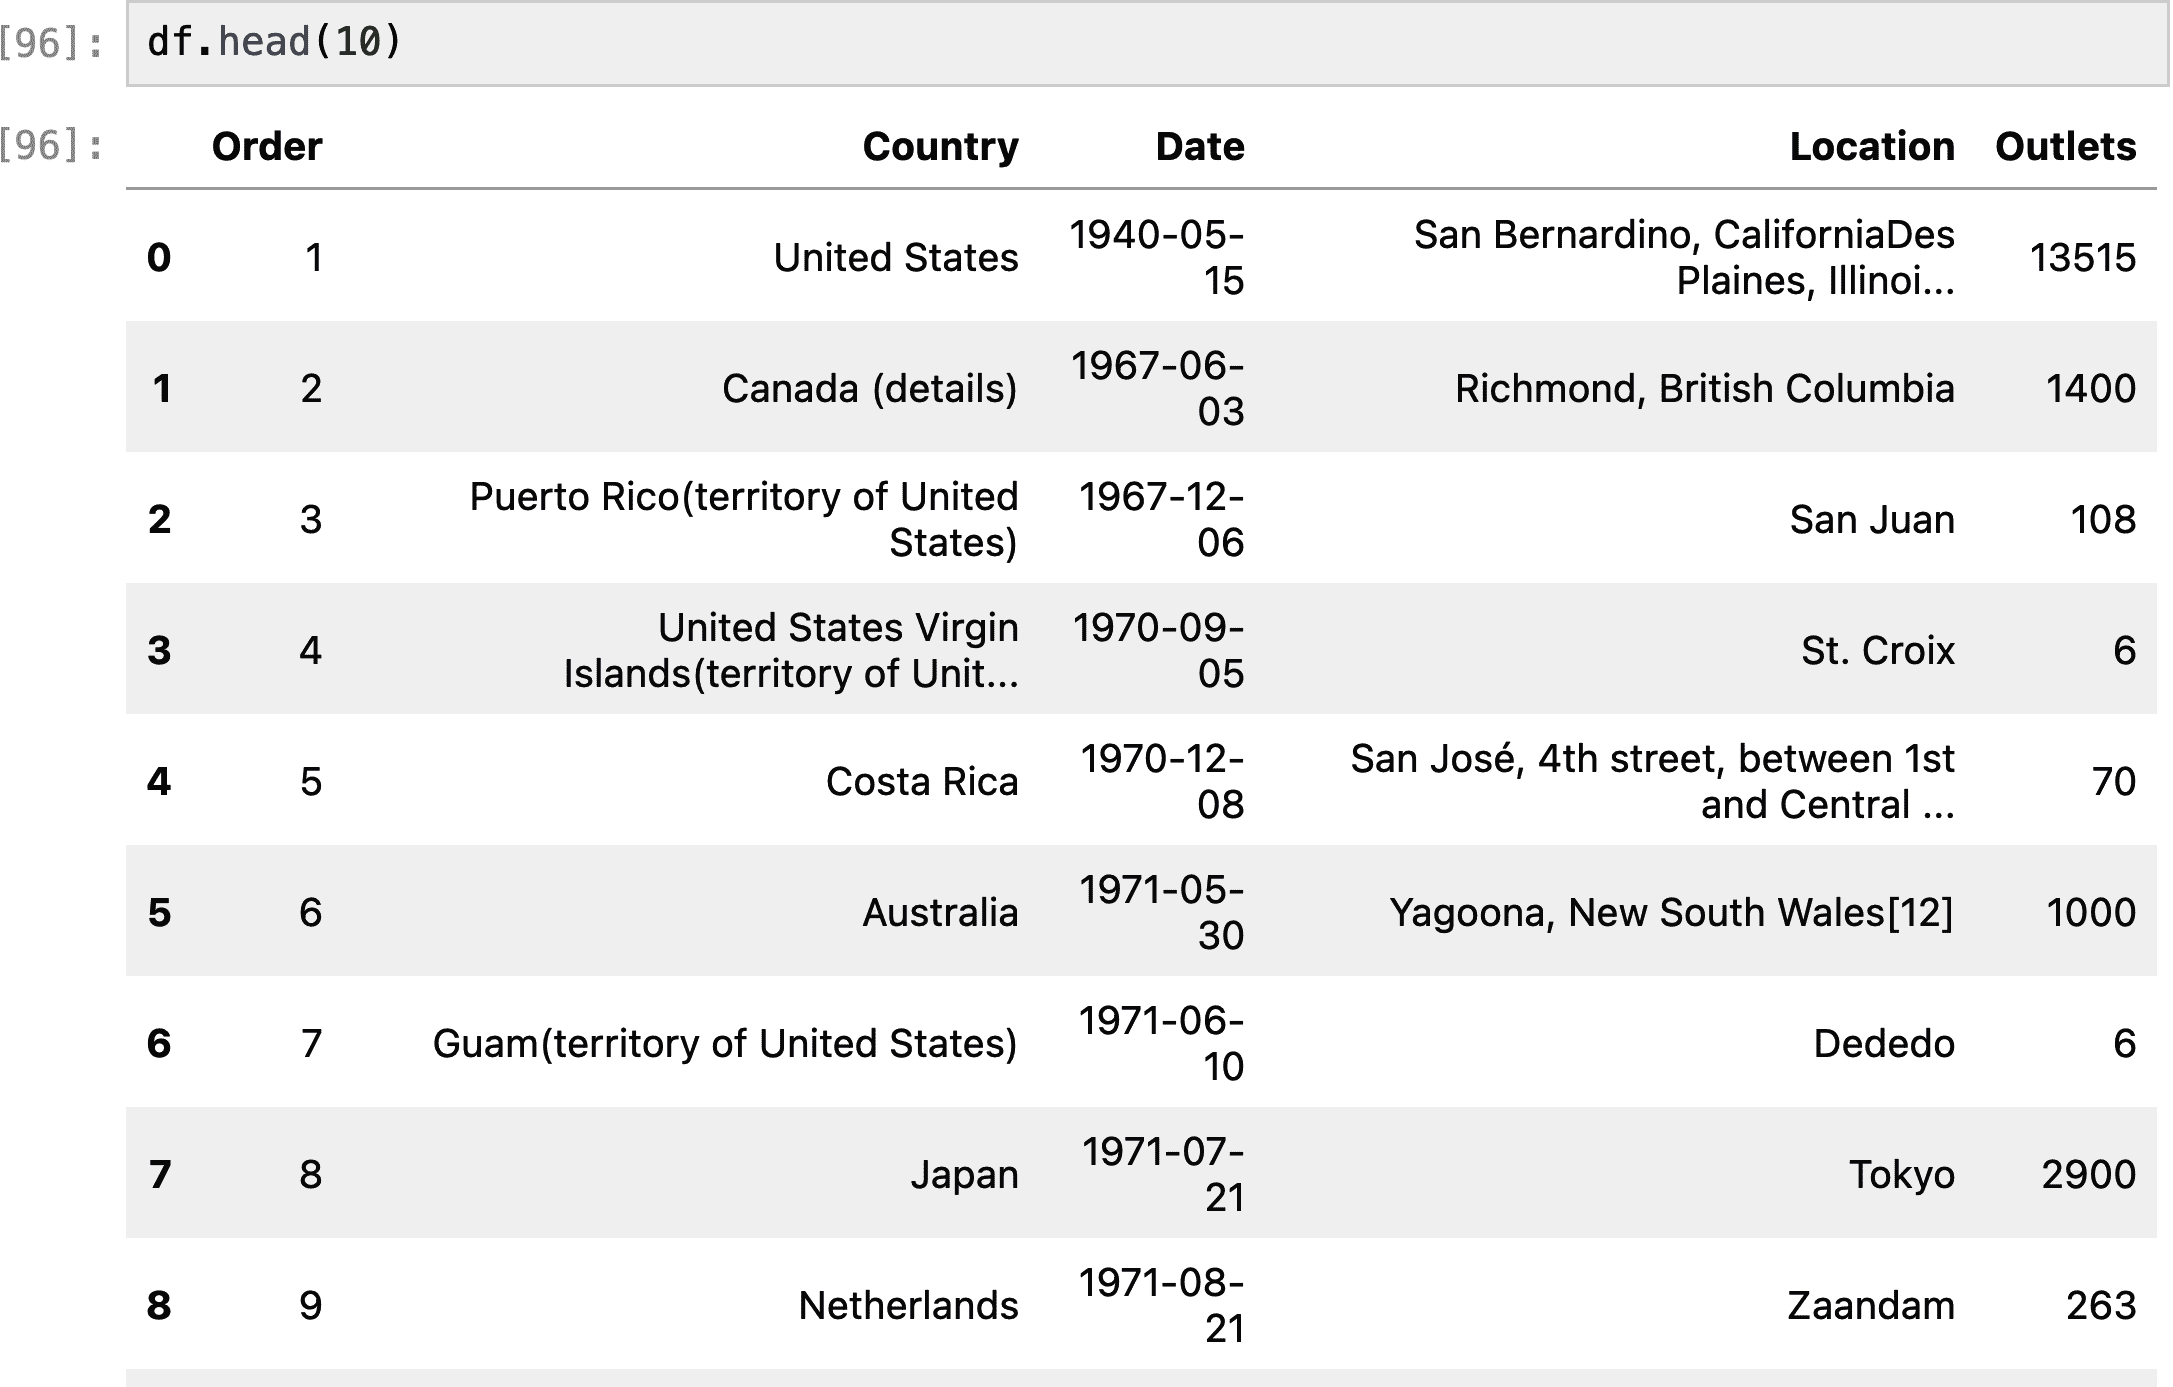 [96]: df.head(10)
[96]: Order Country Date Location Outlets
0 1 United States 1940-05-15 San Bernardino, CaliforniaDes Plaines, Illinoi...
13515
1 2 Canada (details) 1967-06-03 Richmond, British Columbia 1400
2 3 Puerto Rico(territory of United States) 1967-12-06 San Juan 108
3 4 United States Virgin Islands(territory of Unit... 1970-09-05 St. Croix 6
4 5 Costa Rica 1970-12-08 San José, 4th street, between 1st and Central ... 70
5 6 Australia 1971-05-30 Yagoona, New South Wales[12] 1000
6 7 Guam(territory of United States) 1971-06-10 Dededo 6
7 8 Japan 1971-07-21 Tokyo 2900
8 9 Netherlands 1971-08-21 Zaandam 263